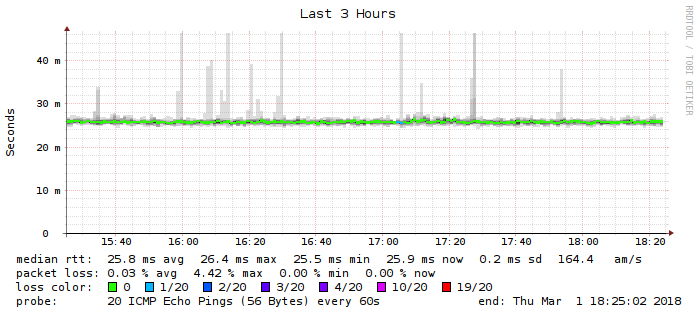 Last 3 Hours
RRDTOOL / TOBI OETIKER
Seconds
40 m
30 m
20 m
10 m
0
15:40 16:00 16:20 16:40 17:00 17:20 17:40 18:00 18:20
median rtt: 25.8 ms avg 26.4 ms max 25.5 ms min 25.9 ms now 0.2 ms sd 164.4 am/s
packet loss: 0.03 % avg 4.42 % max 0.00 % min 0.00 % now
loss color: 0 1/20 2/20 3/20 4/20 10/20 19/20
probe: 20 ICMP Echo Pings (56 Bytes) every 60s end: Thu Mar 1 18:25:02 2018